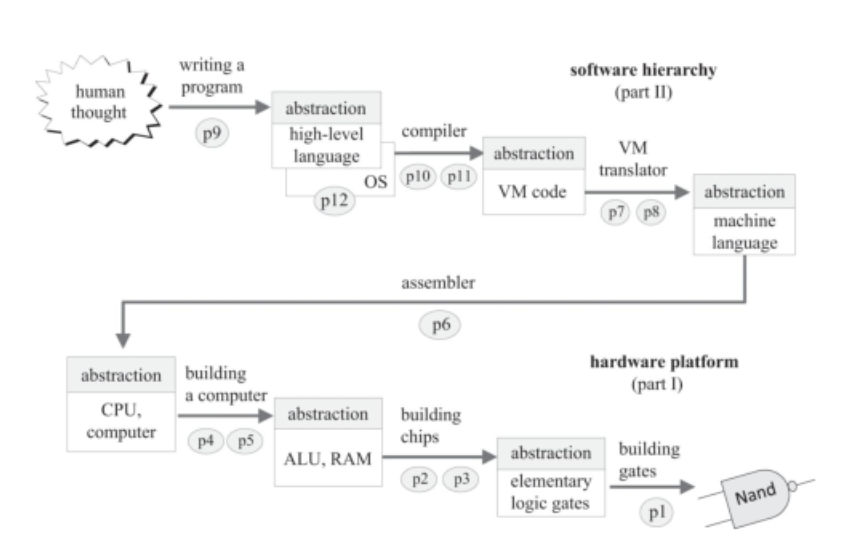 writing a
program
human
thought
p9
abstraction
high-level
language
OS
p12
compiler
p10
p11
software hierarchy
(part II)
abstraction
VM code
VM
translator
p7
p8
abstraction
machine
language
assembler
p6
hardware platform
(part I)
abstraction
CPU,
computer
building
a computer
p4
p5
abstraction
ALU, RAM
building
chips
p2
p3
abstraction
elementary
logic gates
building
gates
p1
Nand